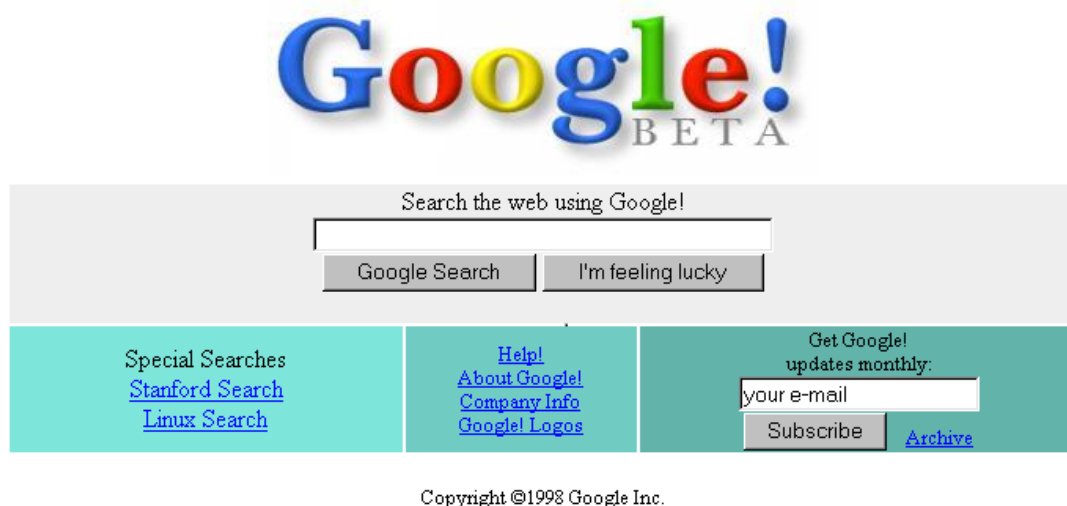 Google!
BETA
Search the web using Google!
Google Search
I'm feeling lucky
Special Searches
Stanford Search
Linux Search
Help!
About Google!
Company Info
Google! Logos
Get Google!
updates monthly:
your e-mail
Subscribe
Archive
Copyright ©1998 Google Inc.